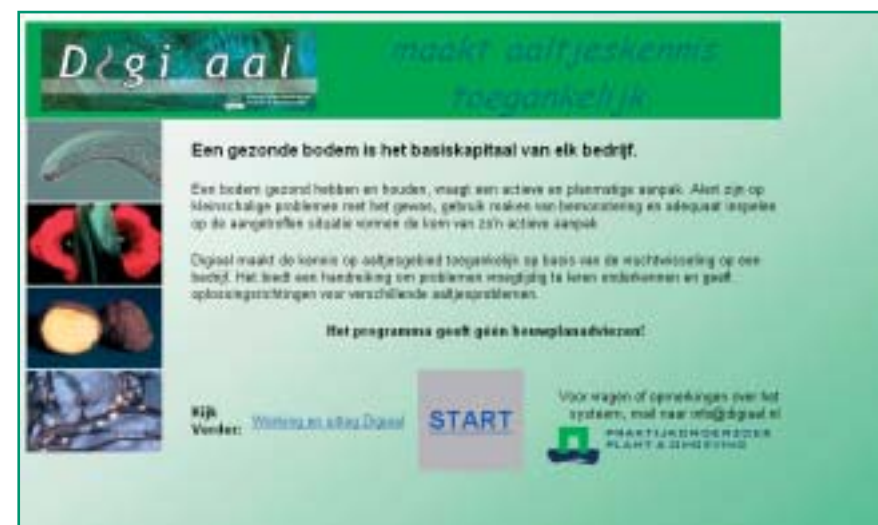 Digi aal
maakt aaltjeskennis
toegankelijk
Een gezonde bodem is het basiskapitaal van elk bedrijf.
Een bodem gezond hebben en houden, vraagt een actieve en planmatige aanpak. Alert zijn op
kleinschalige problemen met het gewas, gebruik maken van bemonstering en adequaat inspelen
op de aangetroffen situatie vormen de kern van zo'n actieve aanpak
Digiaal maakt de kennis op aaltjesgebied toegankelijk op basis van de vruchtwisseling op een
bedrijf. Het biedt een handreiking om problemen vroegtijdig te leren onderkennen en geeft
oplossingsrichtingen voor verschillende aaltjesproblemen.
Het programma geeft géén bouwplanadviezen!
Kijk
Verder:
Werking en uitleg Digiaal
START
Voor vragen of opmerkingen over het
systeem, mail naar info@digiaal.nl
PRAKTIJKONDERZOEK
PLANT & OMGEVING